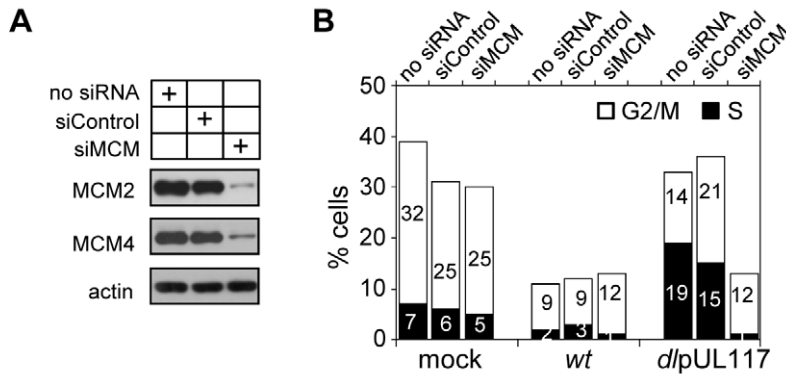 A
no siRNA + 
siControl +
siMCM +
MCM2
MCM4
actin
B
no siRNA siControl siMCM no siRNA siControl siMCM no siRNA siControl siMCM
50
40
30
20
10
0
% cells
G2/M S
32 25 25 9 9 12 14 21 12
7 6 5 2 3 1 19 15 1
mock wt dlpUL117